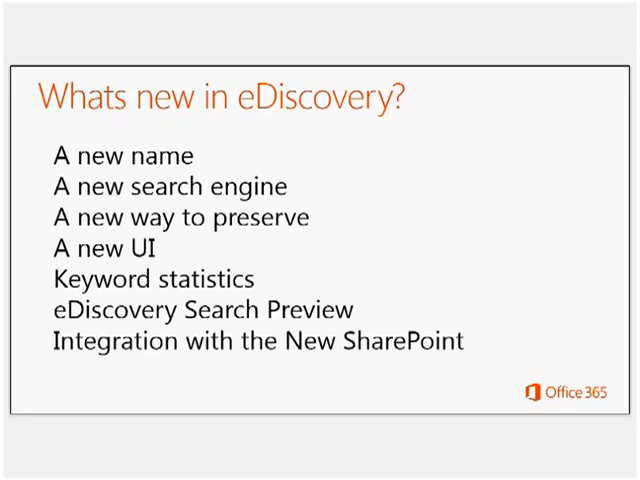 Whats new in eDiscovery?
A new name
A new search engine
A new way to preserve
A new UI
Keyword statistics
eDiscovery Search Preview
Integration with the New SharePoint
Office 365